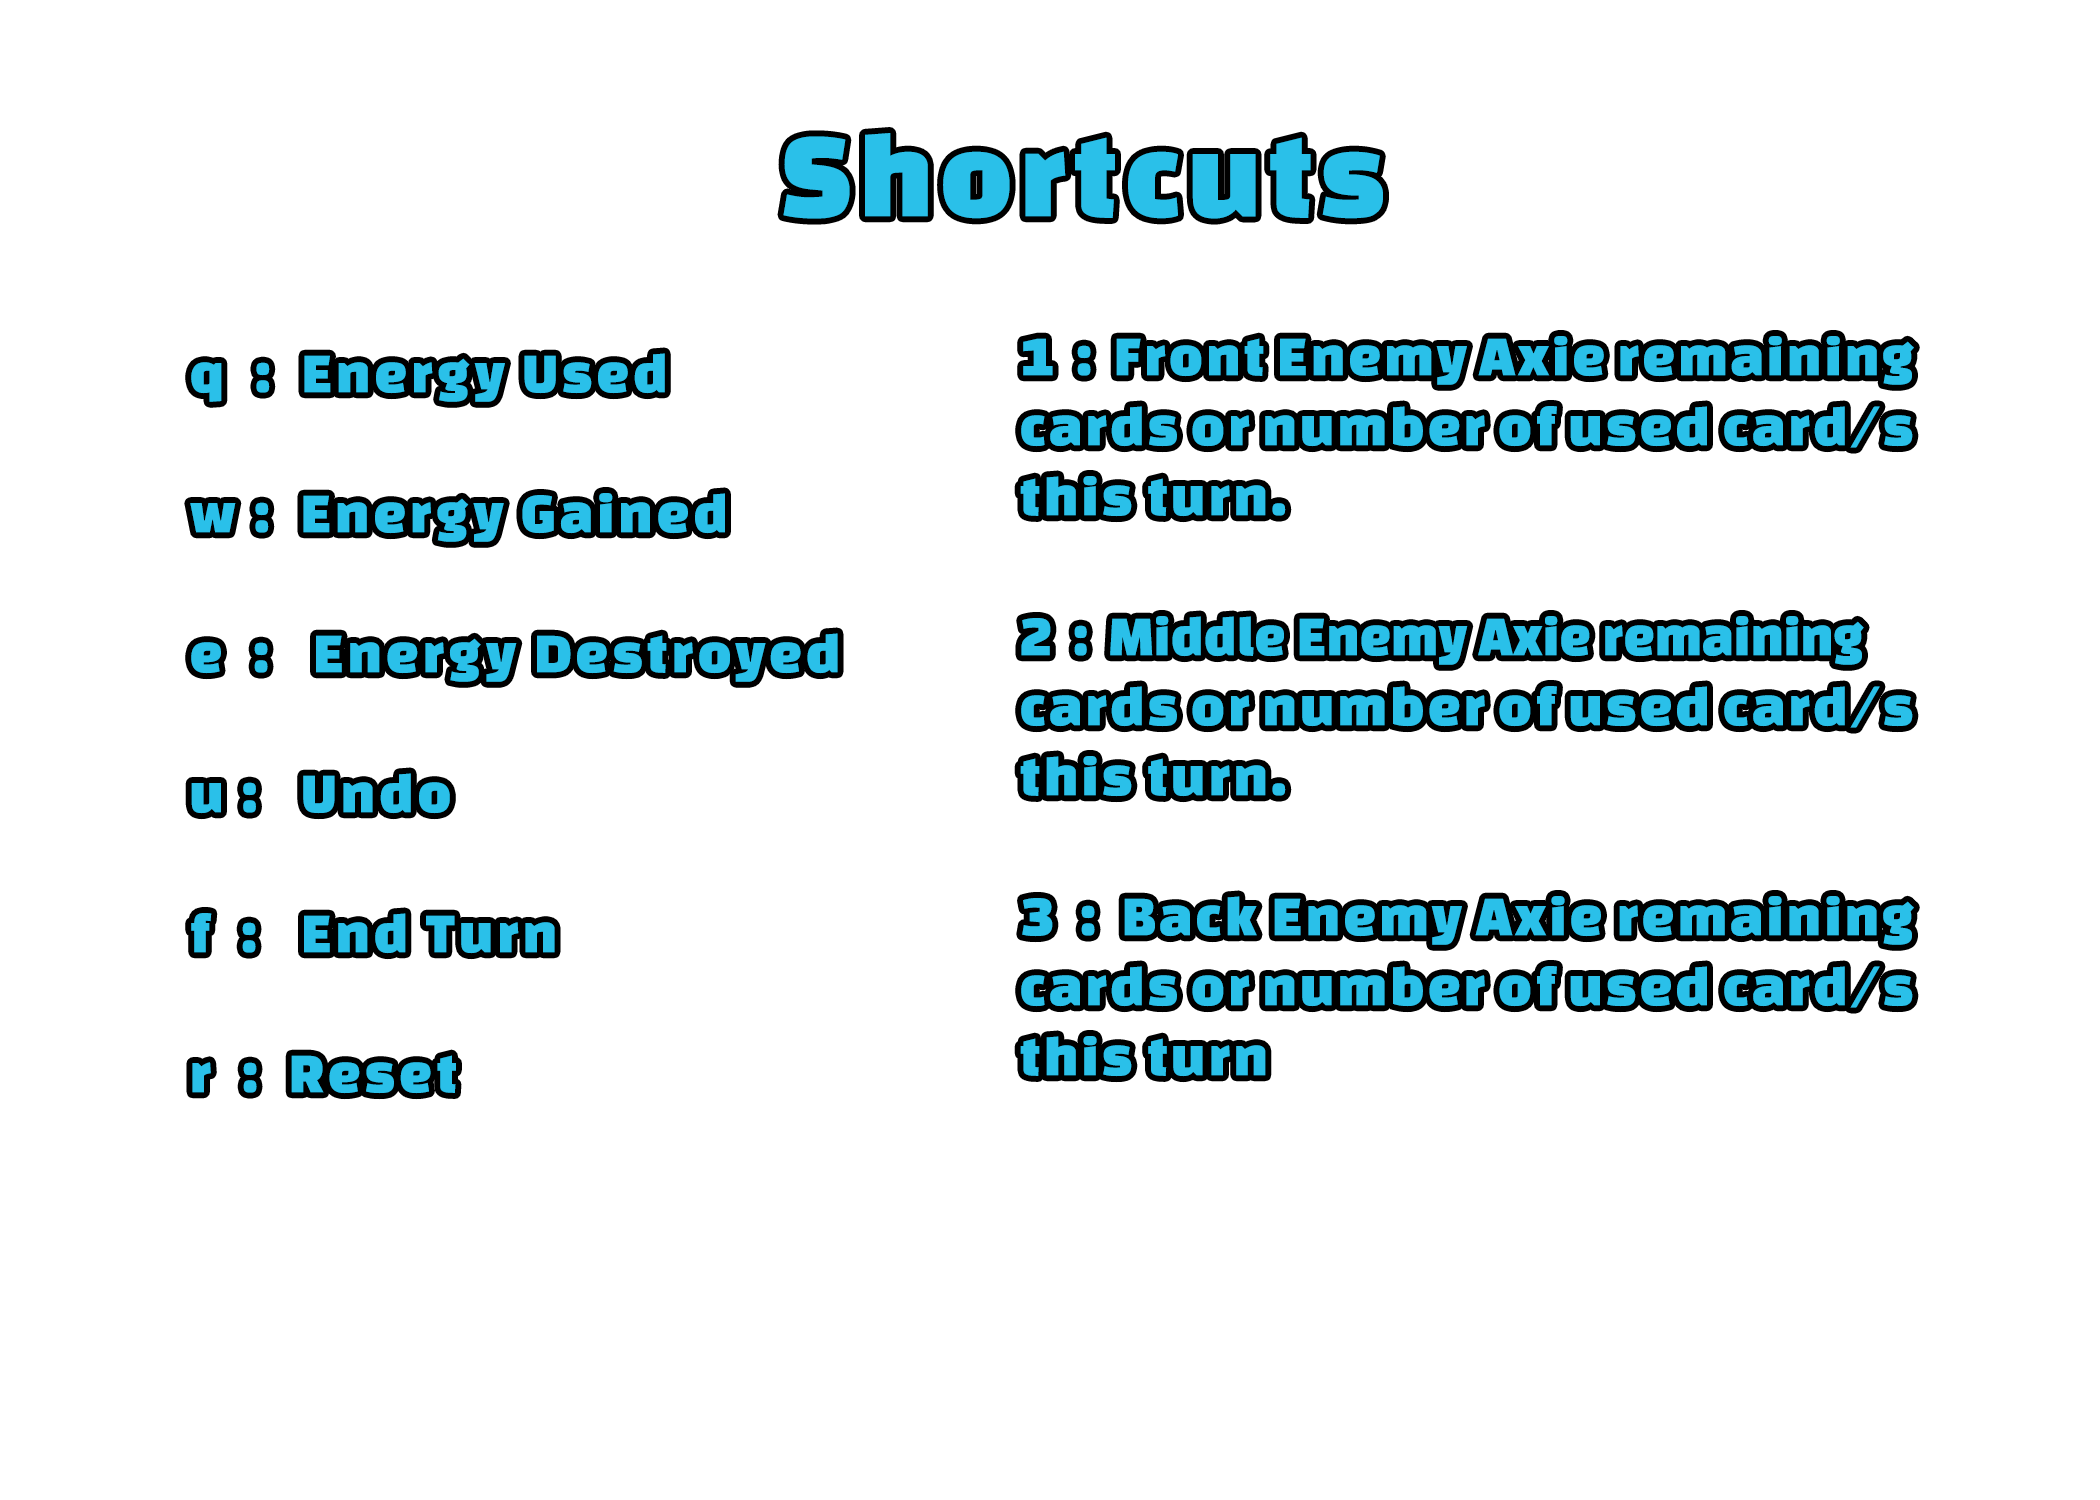 Shortcuts
q : Energy Used
w : Energy Gained
e : Energy Destroyed
u : Undo
f : End Turn
r : Reset
1 : Front Enemy Axie remaining
cards or number of used card/s
this turn.
2 : Middle Enemy Axie remaining
cards or number of used card/s
this turn.
3 : Back Enemy Axie remaining
cards or number of used card/s
this turn